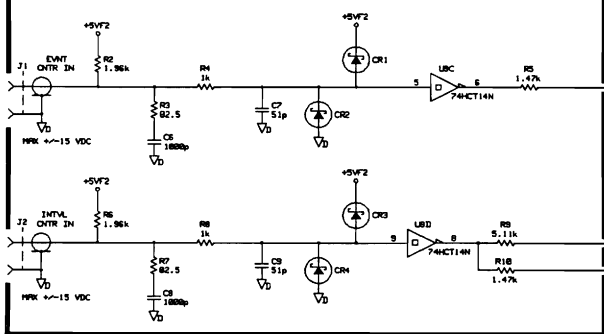 +5VF2
+5VF2
J1
EVNT
CNTR IN
R2
1.96k
R4
1k
CR1
U8C
5
6
R5
1.47k
74HCT14N
R3
82.5
C7
51p
CR2
C6
1000p
D
D
D
D
MAX +/-15 VDC
+5VF2
+5VF2
J2
INTVL
CNTR IN
R6
1.96k
R8
1k
CR3
U8D
9
8
R9
5.11k
74HCT14N
R7
82.5
C9
51p
CR4
R10
1.47k
C8
1000p
D
D
D
D
MAX +/-15 VDC